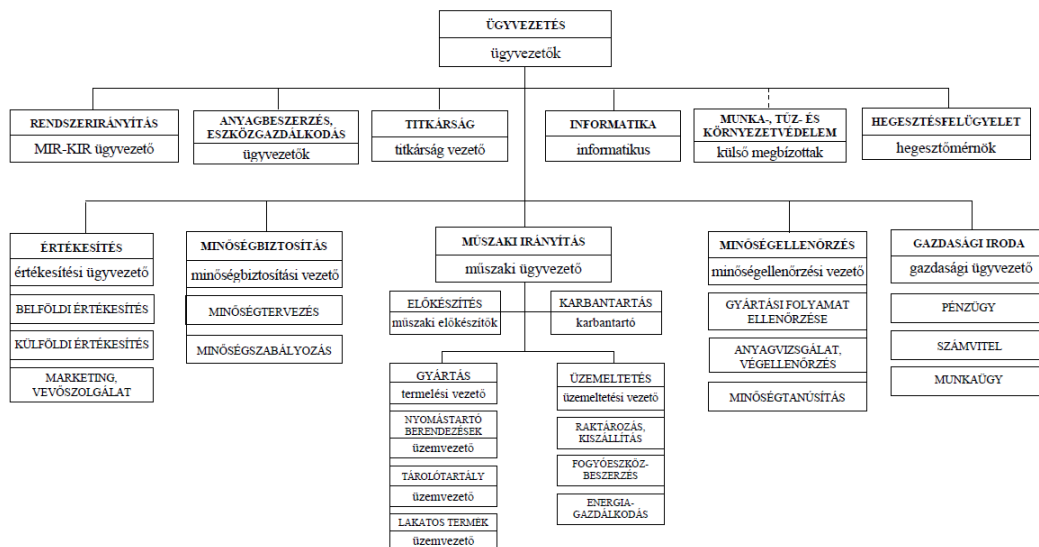 ÜGYVEZETÉS
ügyvezetők
RENDSZERIRÁNYÍTÁS
MIR-KIR ügyvezető
ANYAGBESZERZÉS,
ESZKÖZGAZDÁLKODÁS
ügyvezetők
TITKÁRSÁG
titkárság vezető
INFORMATIKA
informatikus
MUNKA-, TŰZ- ÉS
KÖRNYEZETVÉDELEM
külső megbízottak
HEGESZTÉSFELÜGYELET
hegesztőmérnök
ÉRTÉKESÍTÉS
értékesítési ügyvezető
BELFÖLDI ÉRTÉKESÍTÉS
KÜLFÖLDI ÉRTÉKESÍTÉS
MARKETING,
VEVŐSZOLGÁLAT
MINŐSÉGBIZTOSÍTÁS
minőségbiztosítási vezető
MINŐSÉGTERVEZÉS
MINŐSÉGSZABÁLYOZÁS
MŰSZAKI IRÁNYÍTÁS
műszaki ügyvezető
ELŐKÉSZÍTÉS
műszaki előkészítők
KARBANTARTÁS
karbantartó
GYÁRTÁS
termelési vezető
NYOMÁSTARTÓ
BERENDEZÉSEK
üzemvezető
TÁROLÓTARTÁLY
üzemvezető
LAKATOS TERMÉK
üzemvezető
ÜZEMELTETÉS
üzemeltetési vezető
RAKTÁROZÁS,
KISZÁLLÍTÁS
FOGYÓESZKÖZ-
BESZERZÉS
ENERGIA-
GAZDÁLKODÁS
MINŐSÉGELLENŐRZÉS
minőségellenőrzési vezető
GYÁRTÁSI FOLYAMAT
ELLENŐRZÉSE
ANYAGVIZSGÁLAT,
VÉGELLENŐRZÉS
MINŐSÉGTANÚSÍTÁS
GAZDASÁGI IRODA
gazdasági ügyvezető
PÉNZÜGY
SZÁMVITEL
MUNKAÜGY